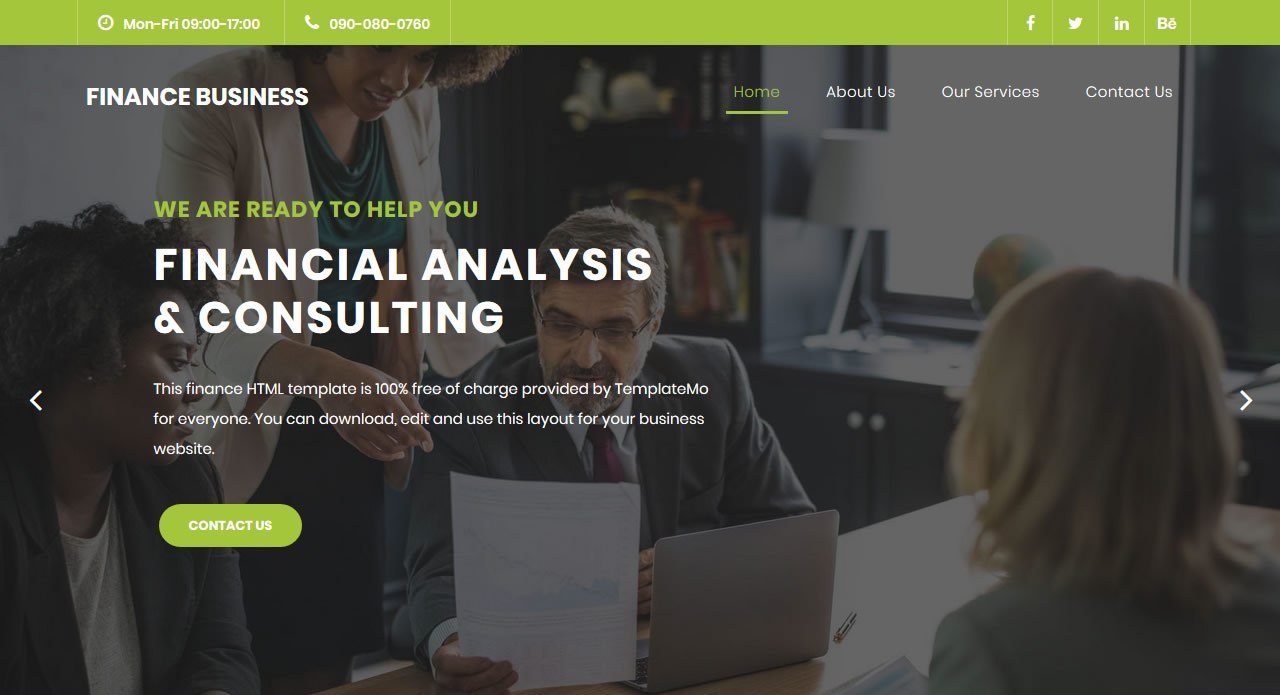 Mon-Fri 09:00-17:00
090-080-0760
Bē
FINANCE BUSINESS
Home
About Us
Our Services
Contact Us
WE ARE READY TO HELP YOU
FINANCIAL ANALYSIS
& CONSULTING
This finance HTML template is 100% free of charge provided by TemplateMo
for everyone. You can download, edit and use this layout for your business
website.
CONTACT US